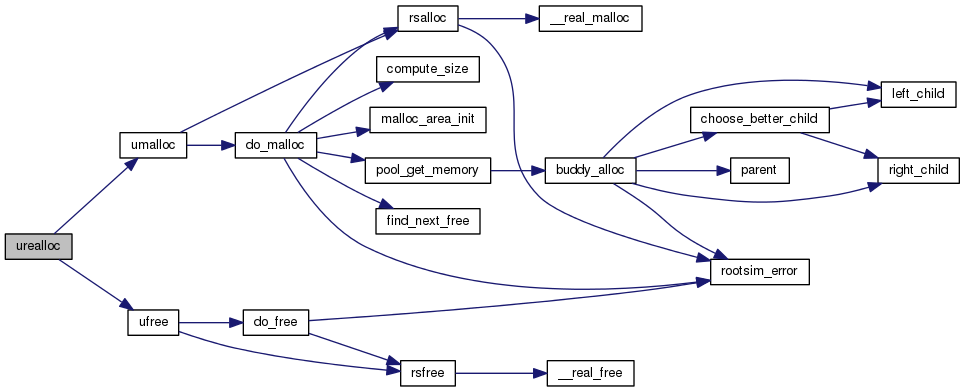 rsalloc
__real_malloc
compute_size
left_child
malloc_area_init
choose_better_child
umalloc
do_malloc
pool_get_memory
buddy_alloc
parent
right_child
find_next_free
urealloc
rootsim_error
ufree
do_free
rsfree
__real_free